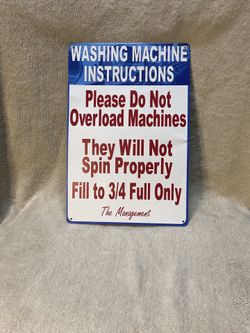 WASHING MACHINE
INSTRUCTIONS
Please Do Not
Overload Machines
They Will Not
Spin Properly
Fill to 3/4 Full Only
The Management